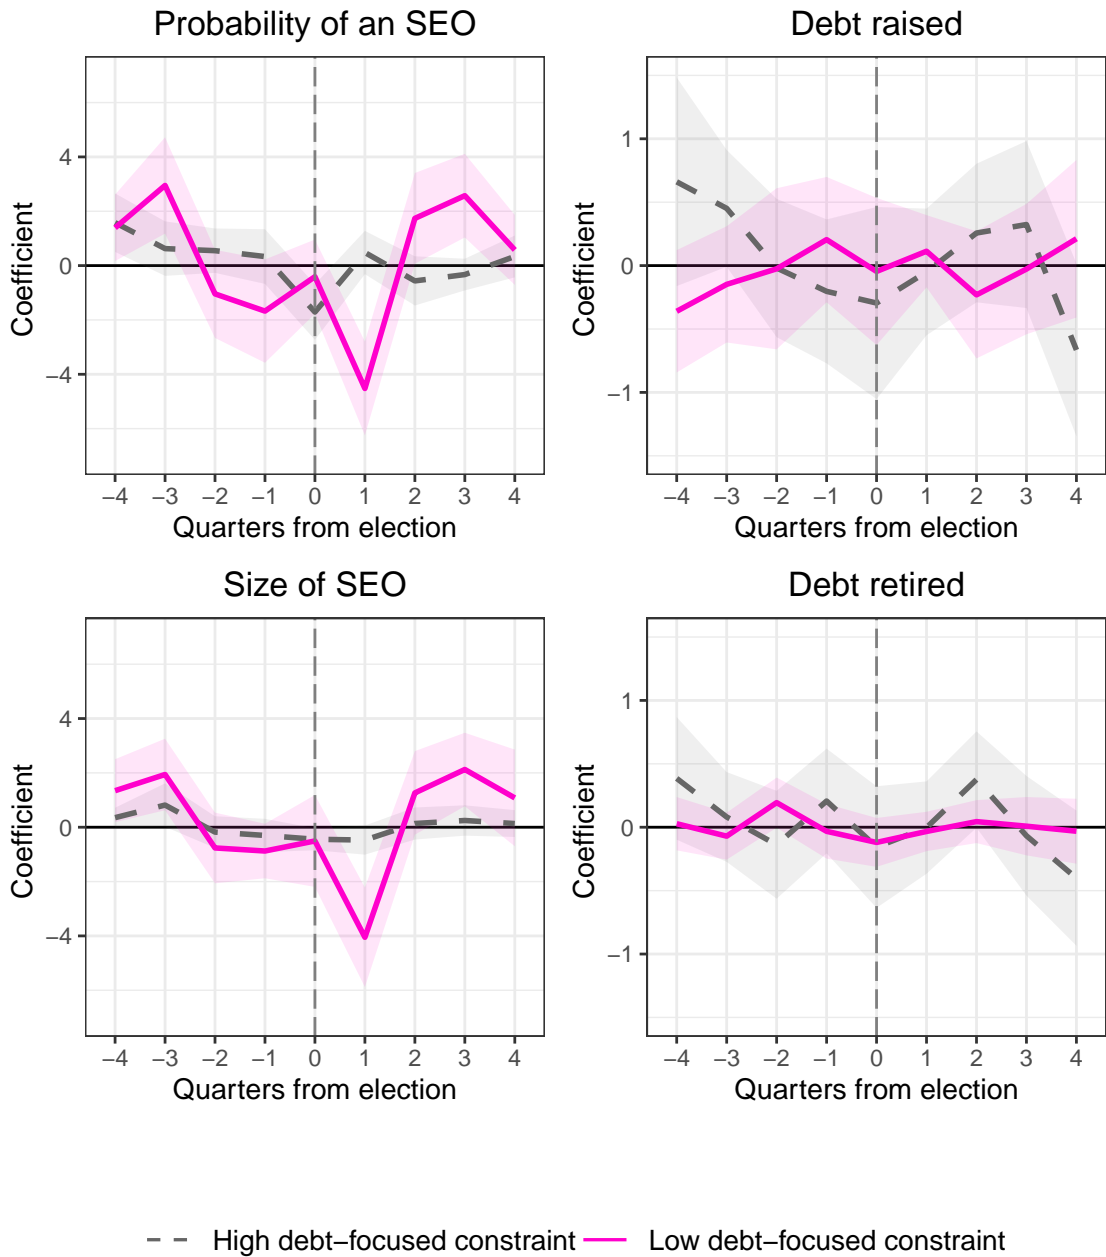 Probability of an SEO
Coefficient
4
0
−4
−4 −3 −2 −1 0 1 2 3 4
Quarters from election
Debt raised
Coefficient
1
0
−1
−4 −3 −2 −1 0 1 2 3 4
Quarters from election
Size of SEO
Coefficient
4
0
−4
−4 −3 −2 −1 0 1 2 3 4
Quarters from election
Debt retired
Coefficient
1
0
−1
−4 −3 −2 −1 0 1 2 3 4
Quarters from election
High debt−focused constraint Low debt−focused constraint